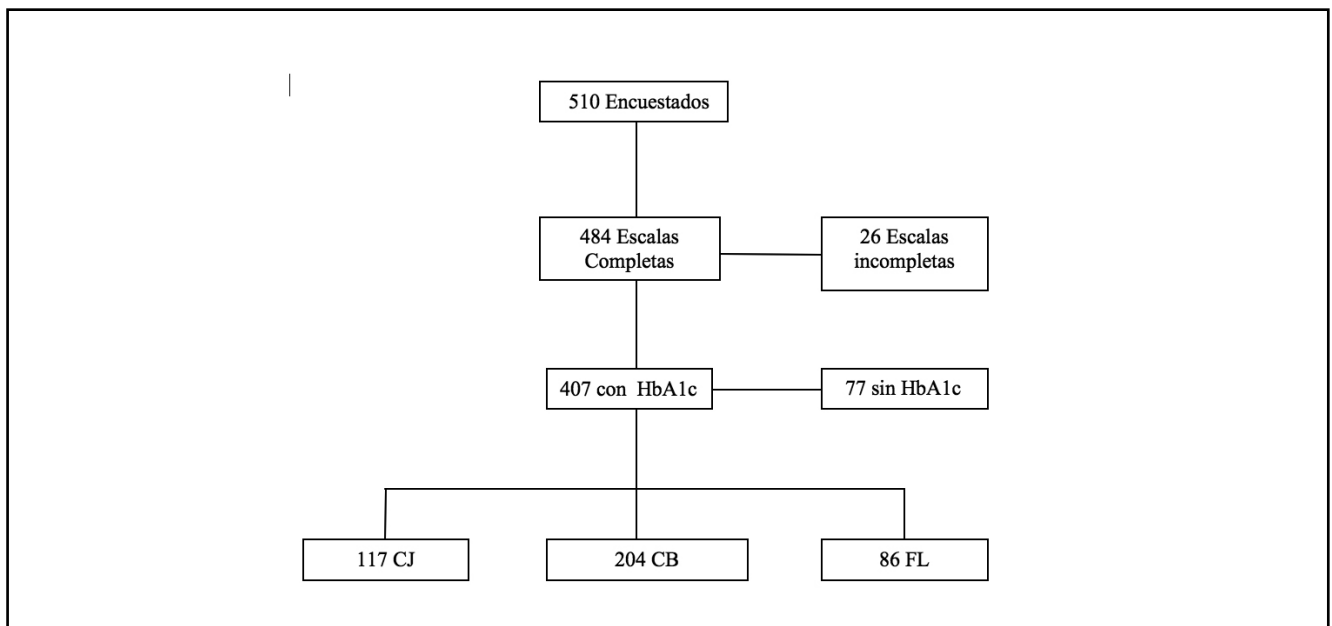 510 Encuestados
484 Escalas
Completas
26 Escalas
incompletas
407 con HbA1c
77 sin HbA1c
117 CJ
204 CB
86 FL